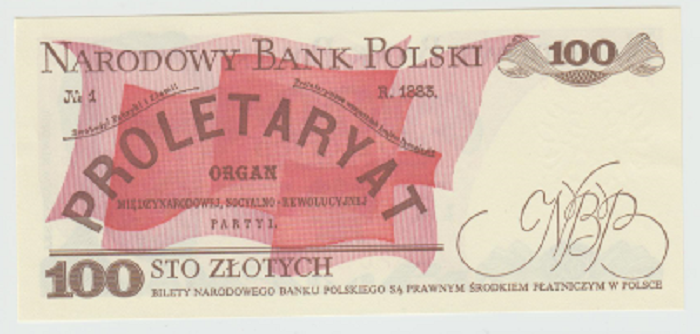 NARODOWY BANK POLSKI
100
№ 1
R. 1883.
PROLETARYAT
ORGAN
MIĘDZYNARODOWEJ, SOCYALNO-REWOLUCYJNEJ
PARTYI.
NBP
100 STO ZŁOTYCH
BILETY NARODOWEGO BANKU POLSKIEGO SĄ PRAWNYM ŚRODKIEM PŁATNICZYM W POLSCE